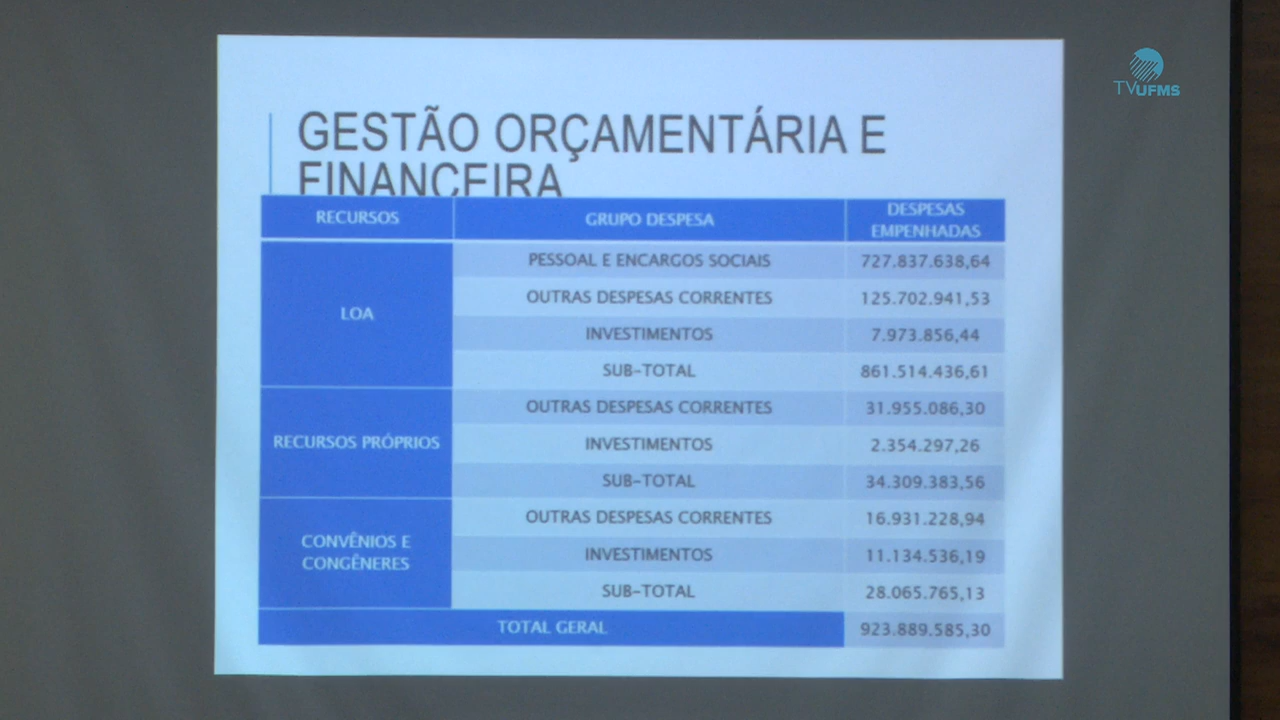 TVUFMS
GESTÃO ORÇAMENTÁRIA E
FINANCEIRA
RECURSOS
GRUPO DESPESA
DESPESAS
EMPENHADAS
LOA
PESSOAL E ENCARGOS SOCIAIS
727.837.638,64
OUTRAS DESPESAS CORRENTES
125.702.941,53
INVESTIMENTOS
7.973.856,44
SUB-TOTAL
861.514.436,61
RECURSOS PRÓPRIOS
OUTRAS DESPESAS CORRENTES
31.955.086,30
INVESTIMENTOS
2.354.297,26
SUB-TOTAL
34.309.383,56
CONVÊNIOS E
CONGÊNERES
OUTRAS DESPESAS CORRENTES
16.931.228,94
INVESTIMENTOS
11.134.536,19
SUB-TOTAL
28.065.765,13
TOTAL GERAL
923.889.585,30